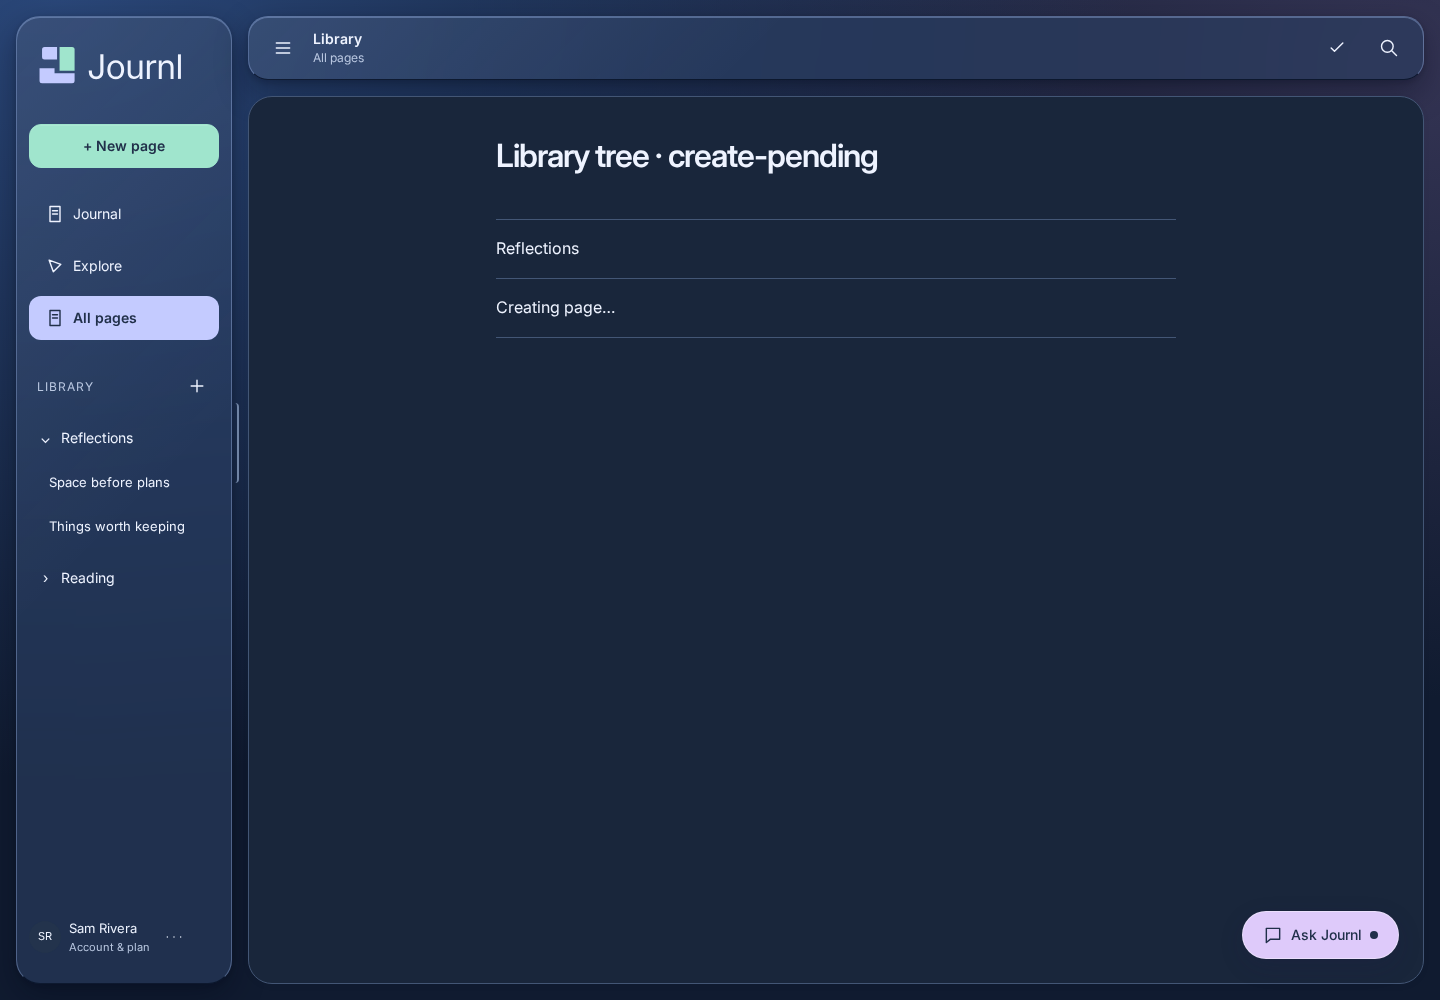 Journl
+ New page
Journal
Explore
All pages
LIBRARY
Reflections
Space before plans
Things worth keeping
Reading
SR
Sam Rivera
Account & plan
...
Library
All pages
Library tree · create-pending
Reflections
Creating page...
Ask Journl